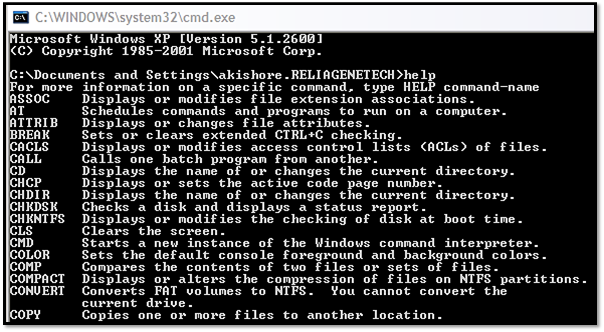 C:\WINDOWS\system32\cmd.exe
Microsoft Windows XP [Version 5.1.2600]
(C) Copyright 1985-2001 Microsoft Corp.
C:\Documents and Settings\akishore.RELIAGENETECH>help
For more information on a specific command, type HELP command-name
ASSOC    Displays or modifies file extension associations.
AT       Schedules commands and programs to run on a computer.
ATTRIB   Displays or changes file attributes.
BREAK    Sets or clears extended CTRL+C checking.
CACLS    Displays or modifies access control lists (ACLs) of files.
CALL     Calls one batch program from another.
CD       Displays the name of or changes the current directory.
CHCP     Displays or sets the active code page number.
CHDIR    Displays the name of or changes the current directory.
CHKDSK   Checks a disk and displays a status report.
CHKNTFS  Displays or modifies the checking of disk at boot time.
CLS      Clears the screen.
CMD      Starts a new instance of the Windows command interpreter.
COLOR    Sets the default console foreground and background colors.
COMP     Compares the contents of two files or sets of files.
COMPACT  Displays or alters the compression of files on NTFS partitions.
CONVERT  Converts FAT volumes to NTFS.  You cannot convert the
         current drive.
COPY     Copies one or more files to another location.